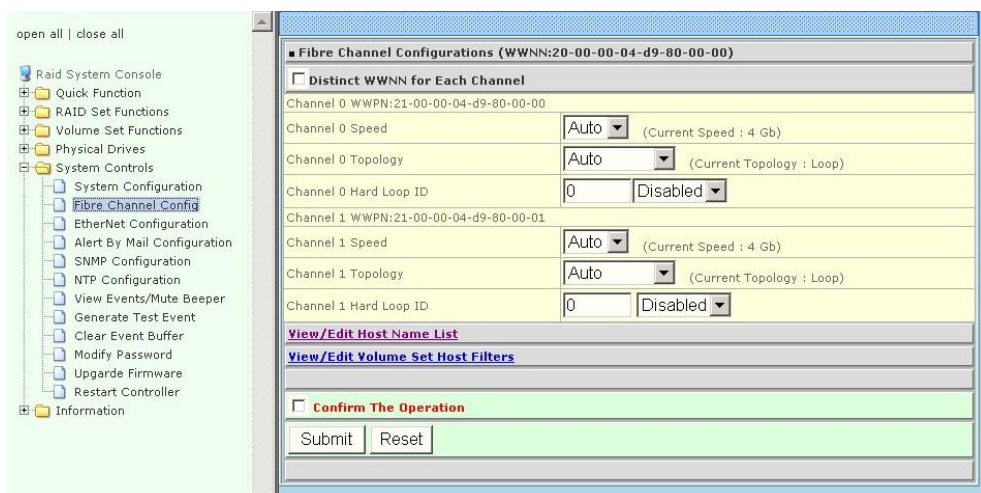 open all | close all
Raid System Console
Quick Function
RAID Set Functions
Volume Set Functions
Physical Drives
System Controls
System Configuration
Fibre Channel Config
EtherNet Configuration
Alert By Mail Configuration
SNMP Configuration
NTP Configuration
View Events/Mute Beeper
Generate Test Event
Clear Event Buffer
Modify Password
Upgarde Firmware
Restart Controller
Information
Fibre Channel Configurations (WWNN:20-00-00-04-d9-80-00-00)
Distinct WWNN for Each Channel
Channel 0 WWPN:21-00-00-04-d9-80-00-00
Channel 0 Speed Auto (Current Speed : 4 Gb)
Channel 0 Topology Auto (Current Topology : Loop)
Channel 0 Hard Loop ID 0 Disabled
Channel 1 WWPN:21-00-00-04-d9-80-00-01
Channel 1 Speed Auto (Current Speed : 4 Gb)
Channel 1 Topology Auto (Current Topology : Loop)
Channel 1 Hard Loop ID 0 Disabled
View/Edit Host Name List
View/Edit Volume Set Host Filters
Confirm The Operation
Submit Reset